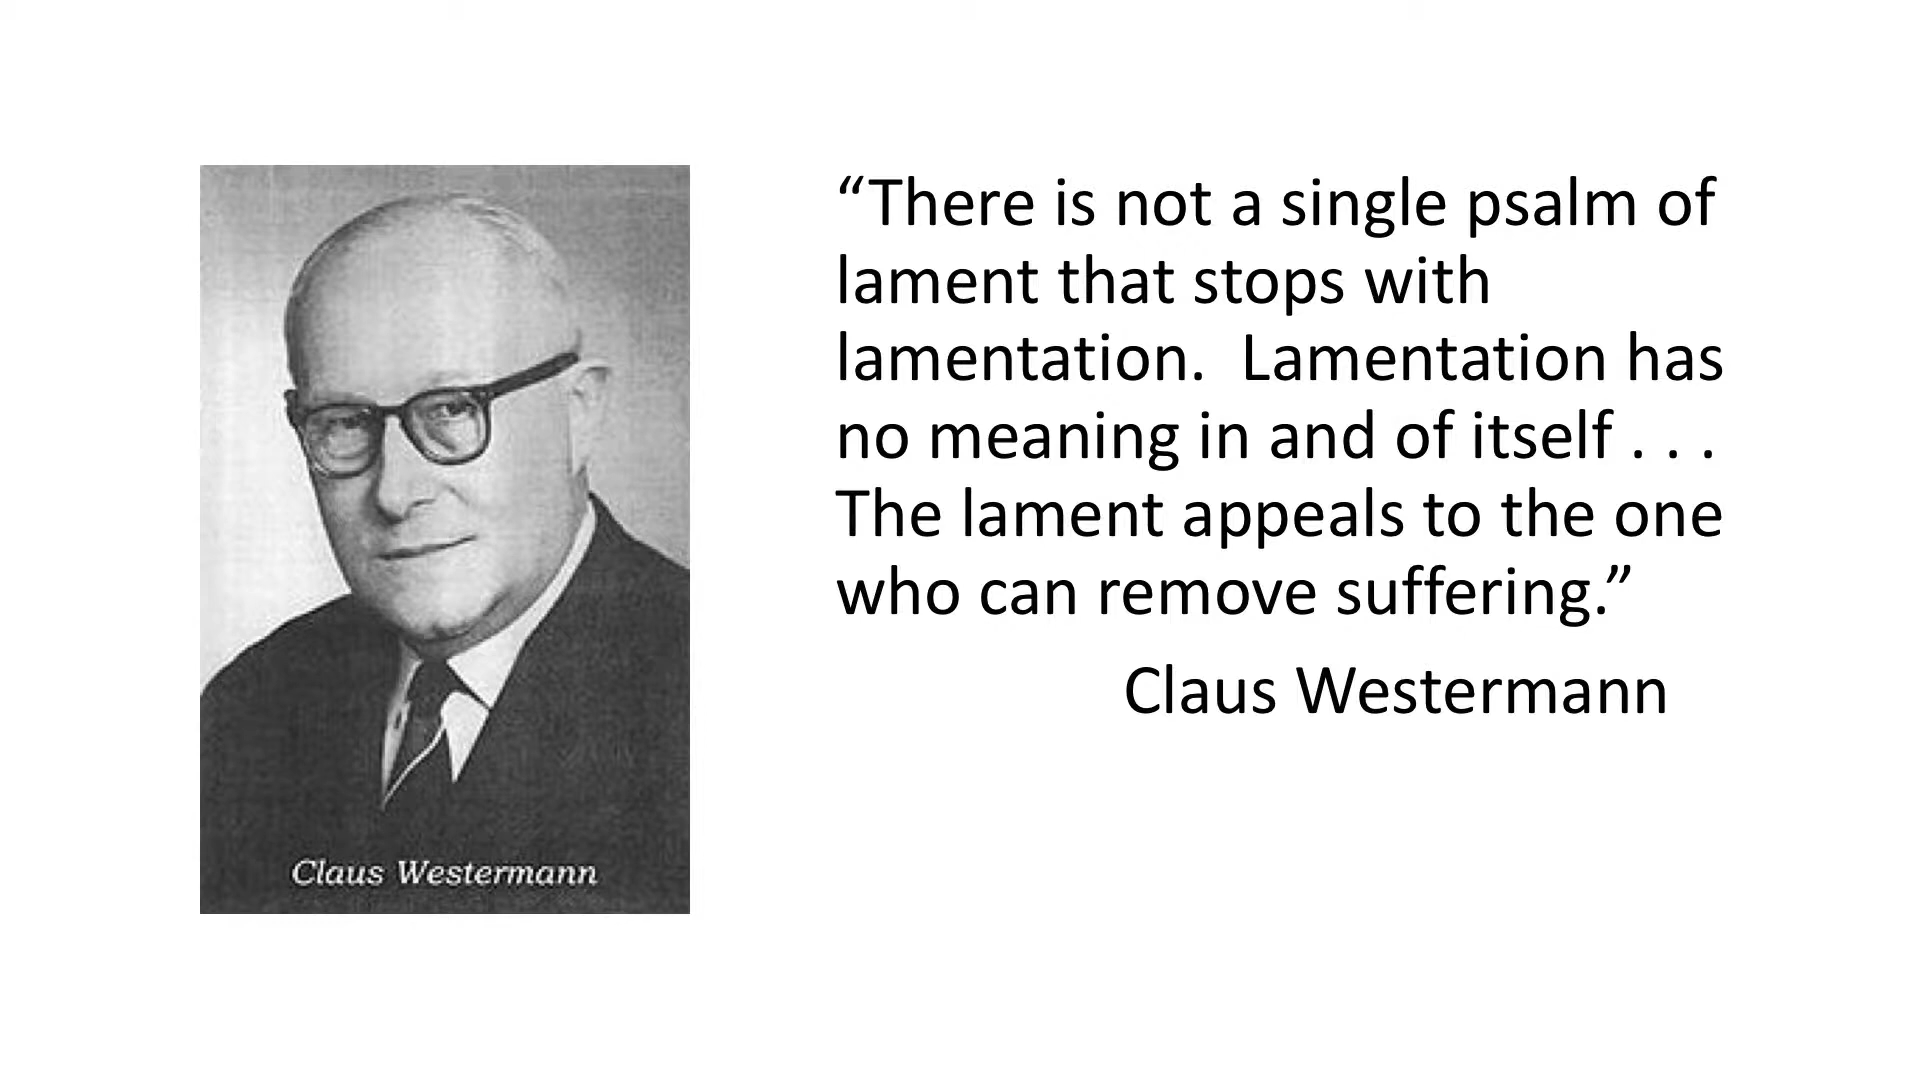 “There is not a single psalm of
lament that stops with
lamentation.  Lamentation has
no meaning in and of itself . . .
The lament appeals to the one
who can remove suffering.”
Claus Westermann
Claus Westermann